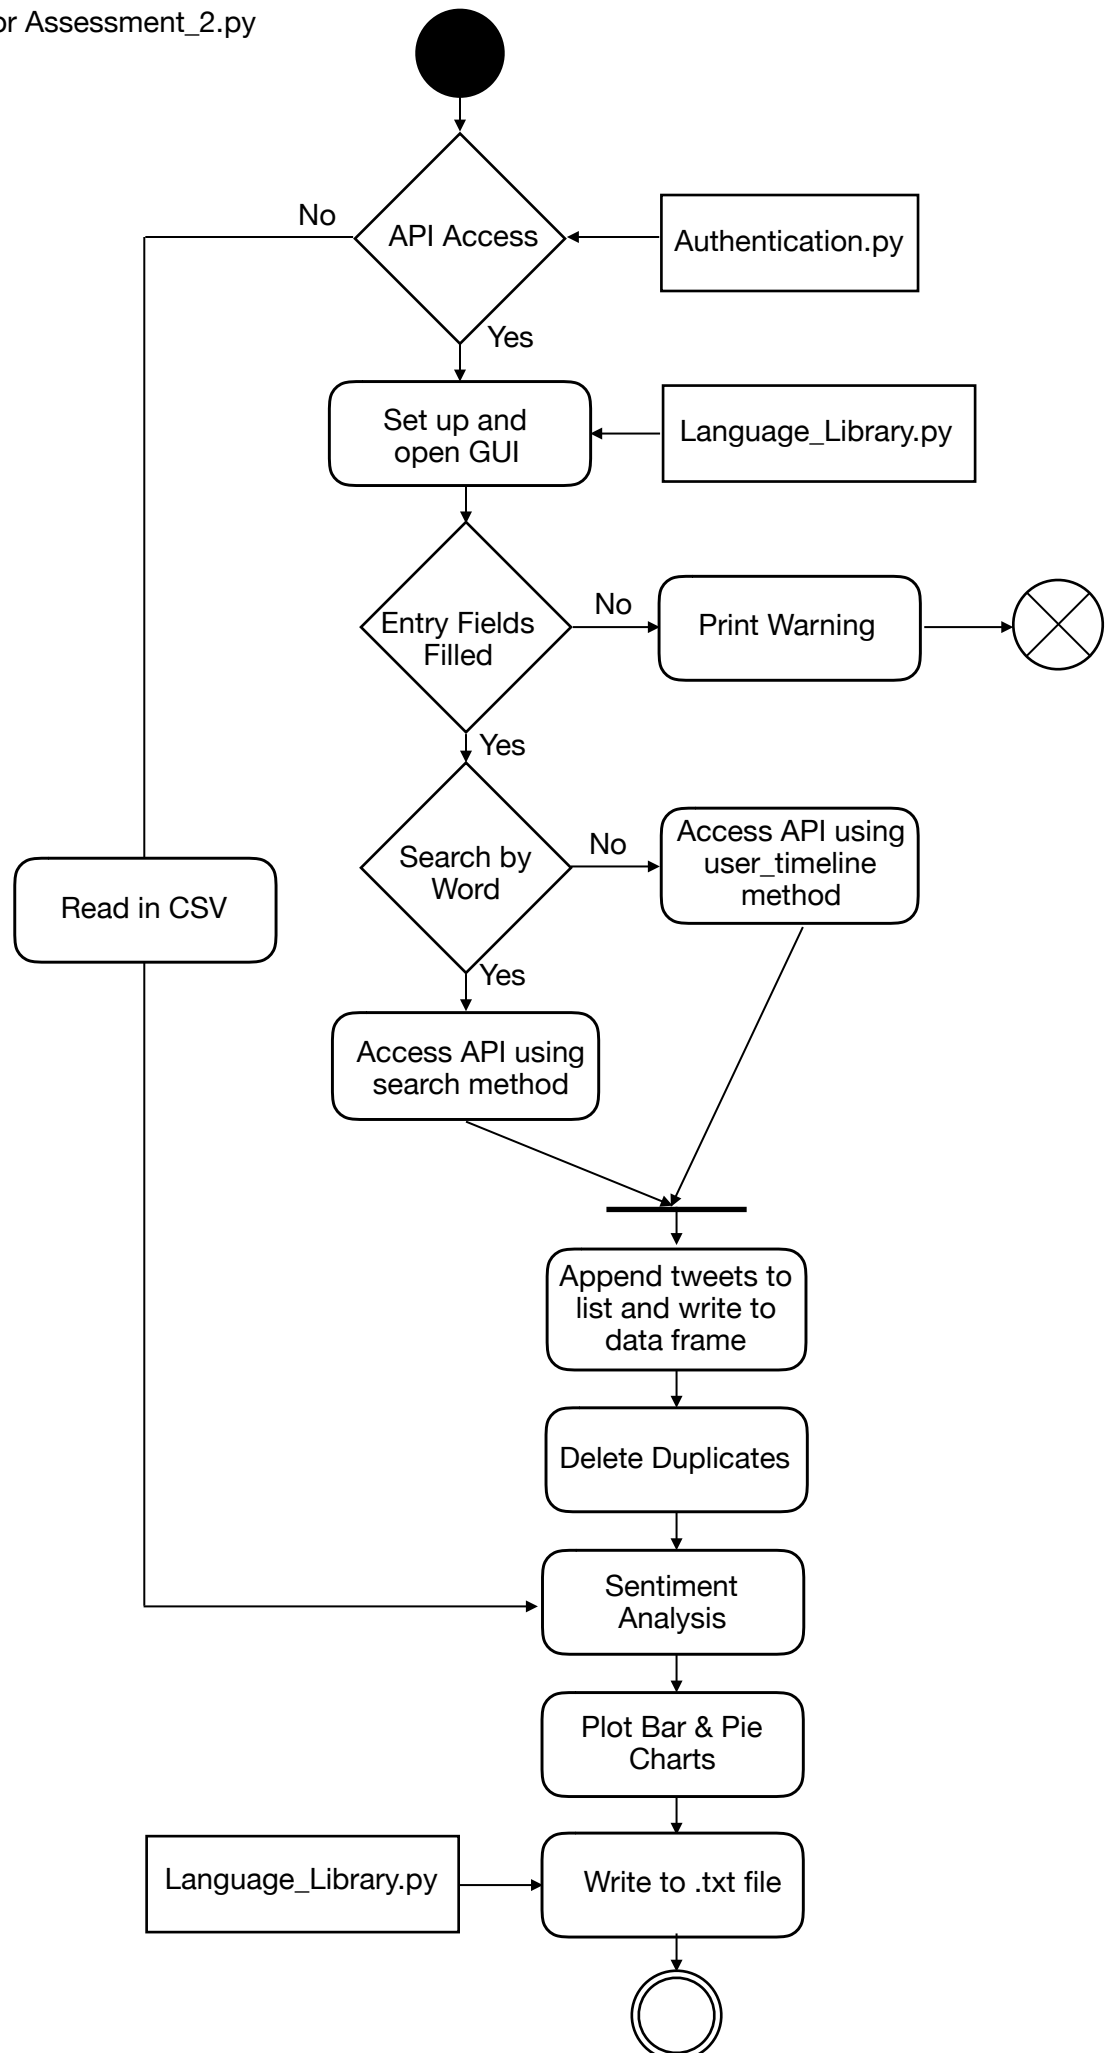 or Assessment_2.py
No
API Access
Authentication.py
Yes
Set up and
open GUI
Language_Library.py
Entry Fields
Filled
No
Print Warning
Yes
Search by
Word
No
Access API using
user_timeline
method
Read in CSV
Yes
Access API using
search method
Append tweets to
list and write to
data frame
Delete Duplicates
Sentiment
Analysis
Plot Bar & Pie
Charts
Language_Library.py
Write to .txt file